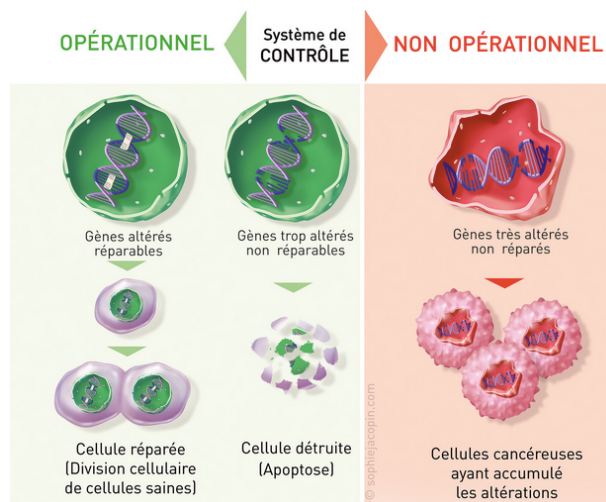 OPÉRATIONNEL
Système de
CONTRÔLE
NON OPÉRATIONNEL
Gènes altérés
réparables
Gènes trop altérés
non réparables
Gènes très altérés
non réparés
Cellule réparée
(Division cellulaire
de cellules saines)
Cellule détruite
(Apoptose)
Cellules cancéreuses
ayant accumulé
les altérations
© sophiejacopin.com